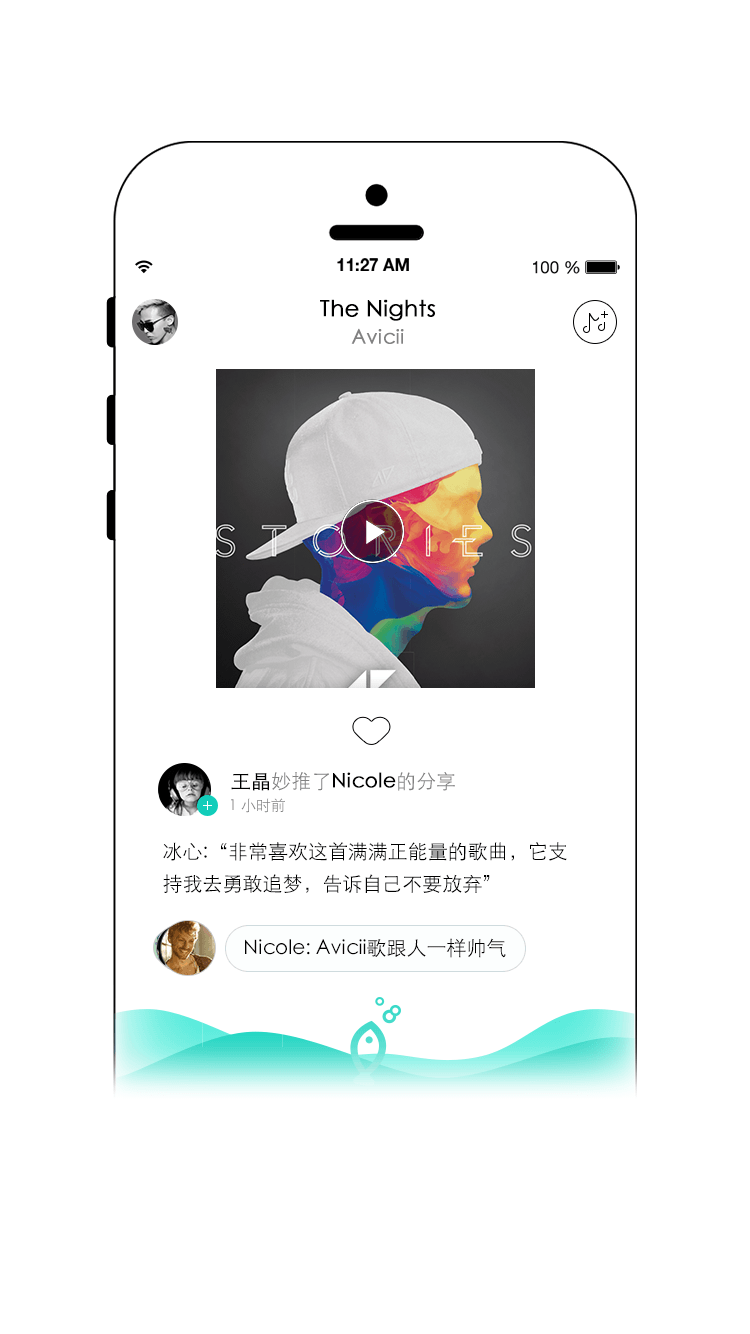 11:27 AM
100 %
The Nights
Avicii
STORIES
王晶妙推了Nicole的分享
1 小时前
冰心:“非常喜欢这首满满正能量的歌曲，它支
持我去勇敢追梦，告诉自己不要放弃”
Nicole: Avicii歌跟人一样帅气